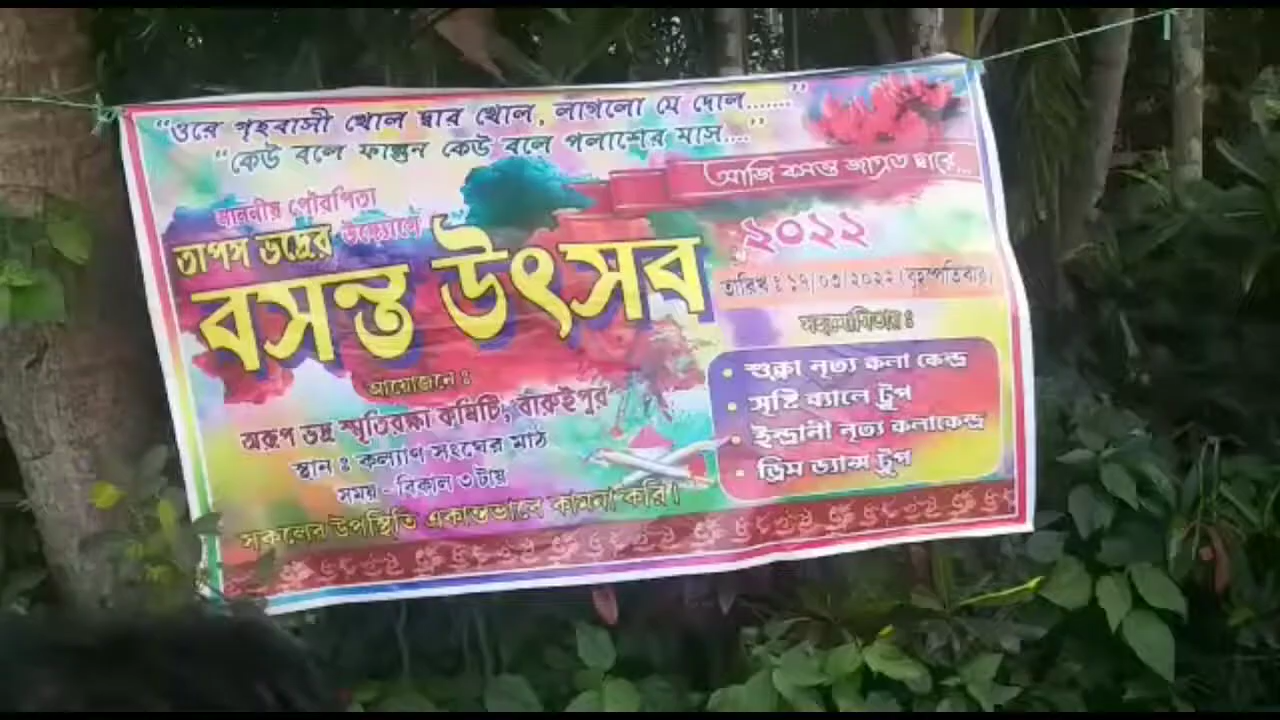 “ওরে গৃহবাসী খোল দ্বার খোল, লাগলো যে দোল......”
“কেউ বলে ফাল্গুন কেউ বলে পলাশের মাস....”
আজি বসন্ত জাগ্রত দ্বারে...
মাননীয় পৌরপিতা
তাপস ভদ্রের উদ্যোগে
বসন্ত উৎসব
২০২২
তারিখ : ১৭/০৩/২০২২ (বৃহস্পতিবার)
আয়োজনে :
অরূপ ভদ্র স্মৃতিরক্ষা কমিটি, বারুইপুর
স্থান : কল্যাণ সংঘের মাঠ
সময় - বিকাল ৩ টায়
সকলের উপস্থিতি একান্তভাবে কামনা করি।
সহযোগিতায় :
• শুক্লা নৃত্য কলা কেন্দ্র
• সৃষ্টি ব্যালে ট্রুপ
• ইন্দ্রানী নৃত্য কলাকেন্দ্র
• ড্রিম ড্যান্স ট্রুপ